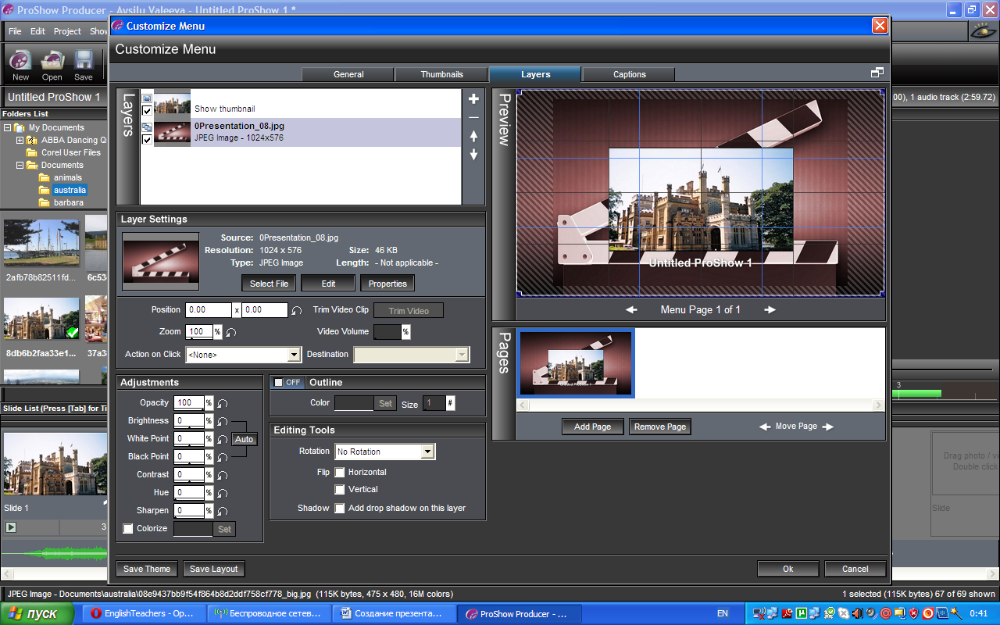 ProShow Producer - Avsilu Valeeva - Untitled ProShow 1 *
File Edit Project Show
New Open Save
Untitled ProShow 1
00), 1 audio track (2:59.72)
Folders List
My Documents
ABBA Dancing Q
Corel User Files
Documents
animals
australia
barbara
2afb78b82511fd... 6c53
8db6b2faa33e1... 37a3
Slide List (Press [Tab] for Ti
Slide 1
3
Customize Menu
Customize Menu
General Thumbnails Layers Captions
Layers
Show thumbnail
0Presentation_08.jpg
JPEG Image - 1024x576
Layer Settings
Source: 0Presentation_08.jpg
Resolution: 1024 x 576 Size: 46 KB
Type: JPEG Image Length: - Not applicable -
Select File Edit Properties
Position 0.00 x 0.00 Trim Video Clip Trim Video
Zoom 100 % Video Volume %
Action on Click <None> Destination
Adjustments
Opacity 100 %
Brightness 0 %
White Point 0 % Auto
Black Point 0 %
Contrast 0 %
Hue 0 %
Sharpen 0 %
Colorize Set
OFF Outline
Color Set Size 1 #
Editing Tools
Rotation No Rotation
Flip Horizontal
Vertical
Shadow Add drop shadow on this layer
Preview
Untitled ProShow 1
Menu Page 1 of 1
Pages
Add Page Remove Page Move Page
Save Theme Save Layout Ok Cancel
3
Drag photo / vi
Double click
Slide
JPEG Image - Documents\australia\08e9437bb9f54f864b8d2ddf758cf778_big.jpg (115K bytes, 475 x 480, 16M colors) 1 selected (115K bytes) 67 of 69 shown
пуск EnglishTeachers - Op... Беспроводное сетев... Создание презента... ProShow Producer - ... EN 0:41